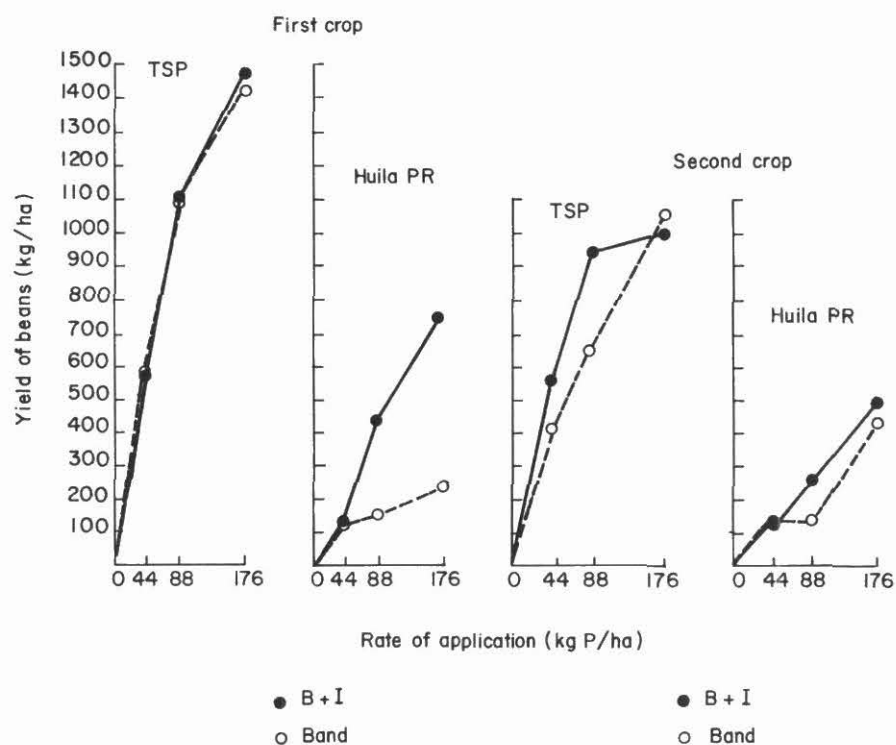 First crop
Second crop
TSP
Huila PR
TSP
Huila PR
Yield of beans (kg/ha)
1500
1400
1300
1200
1100
1000
900
800
700
600
500
400
300
200
100
0 44 88 176
0 44 88 176
0 44 88 176
0 44 88 176
Rate of application (kg P/ha)
B + I
Band
B + I
Band